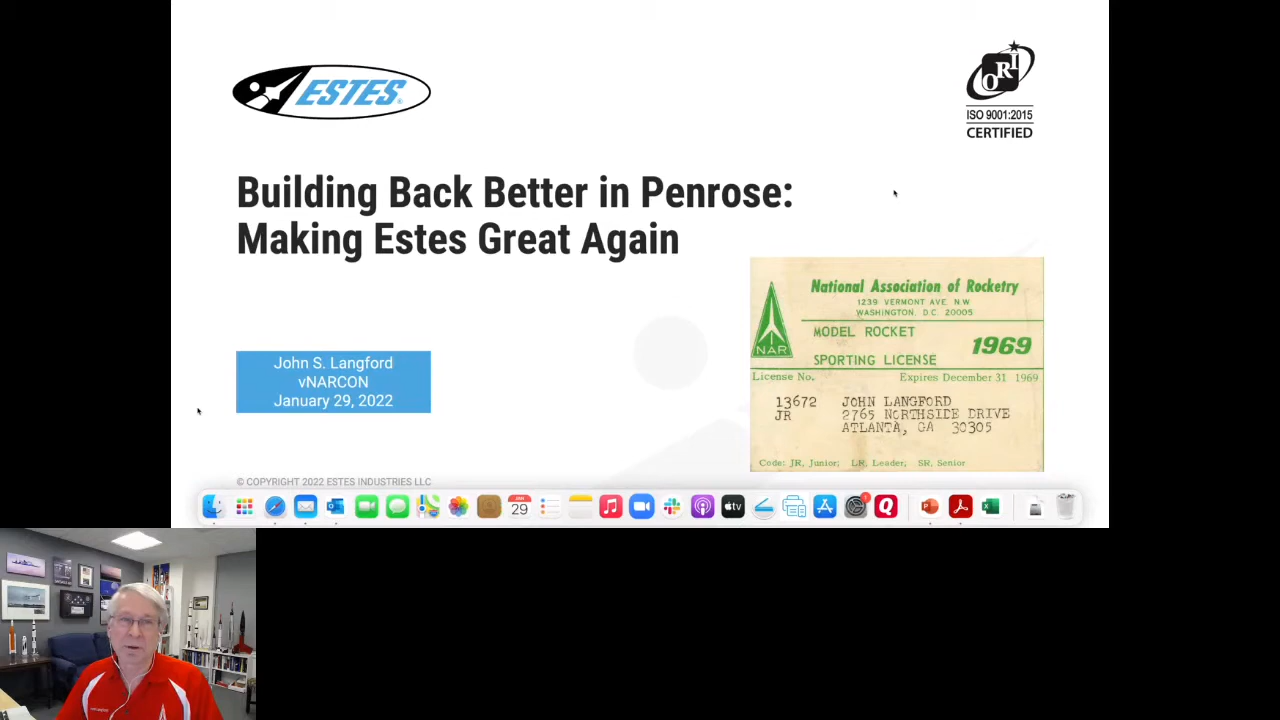 ESTES
ORI
ISO 9001:2015
CERTIFIED
Building Back Better in Penrose:
Making Estes Great Again
National Association of Rocketry
1239 VERMONT AVE. N.W
WASHINGTON, D.C. 20005
MODEL ROCKET
1969
SPORTING LICENSE
NAR
License No.
Expires December 31 1969
13672 JOHN LANGFORD
JR 2765 NORTHSIDE DRIVE
ATLANTA, GA 30305
Code: JR, Junior; LR, Leader; SR, Senior
John S. Langford
vNARCON
January 29, 2022
© COPYRIGHT 2022 ESTES INDUSTRIES LLC
JAN
29
tv